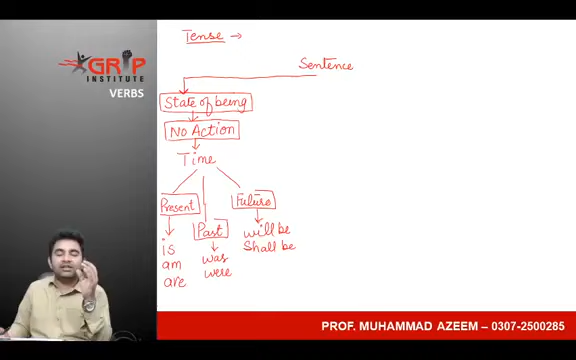 Tense →
GRIP
INSTITUTE
VERBS
Sentence
State of being
No Action
Time
Present
Past
Future
is
am
are
was
were
will be
Shall be
PROF. MUHAMMAD AZEEM – 0307-2500285